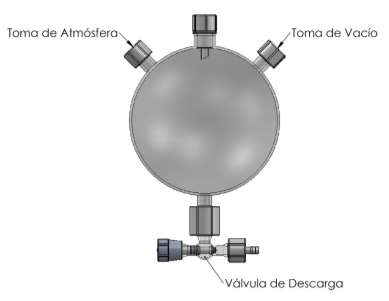 Toma de Atmósfera
Toma de Vacío
Válvula de Descarga